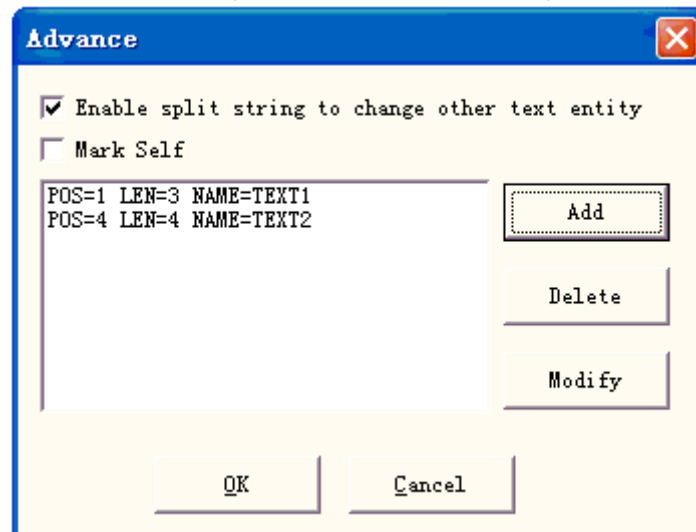 Advance
Enable split string to change other text entity
Mark Self
POS=1 LEN=3 NAME=TEXT1
POS=4 LEN=4 NAME=TEXT2
Add
Delete
Modify
OK
Cancel